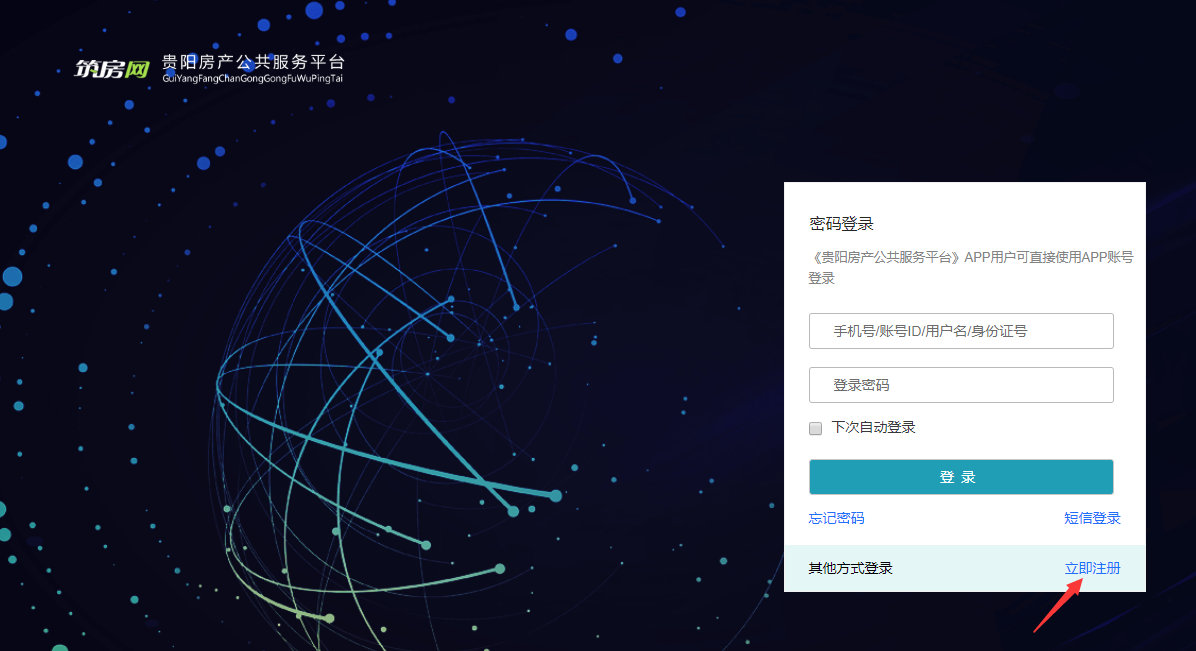 筑房网 贵阳房产公共服务平台
GuiYangFangChanGongGongFuWuPingTai
密码登录
《贵阳房产公共服务平台》APP用户可直接使用APP账号
登录
手机号/账号ID/用户名/身份证号
登录密码
下次自动登录
登 录
忘记密码 短信登录
其他方式登录 立即注册